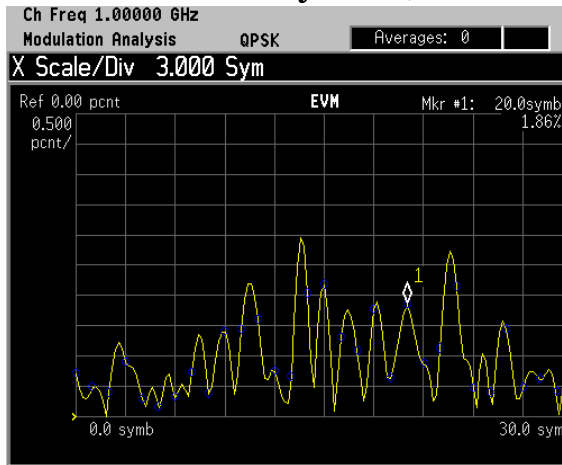 Ch Freq 1.00000 GHz
Modulation Analysis QPSK Averages: 0
X Scale/Div 3.000 Sym
Ref 0.00 pcnt EVM Mkr #1: 20.0symb
0.500 1.86%
pcnt/
1
0.0 symb 30.0 sym